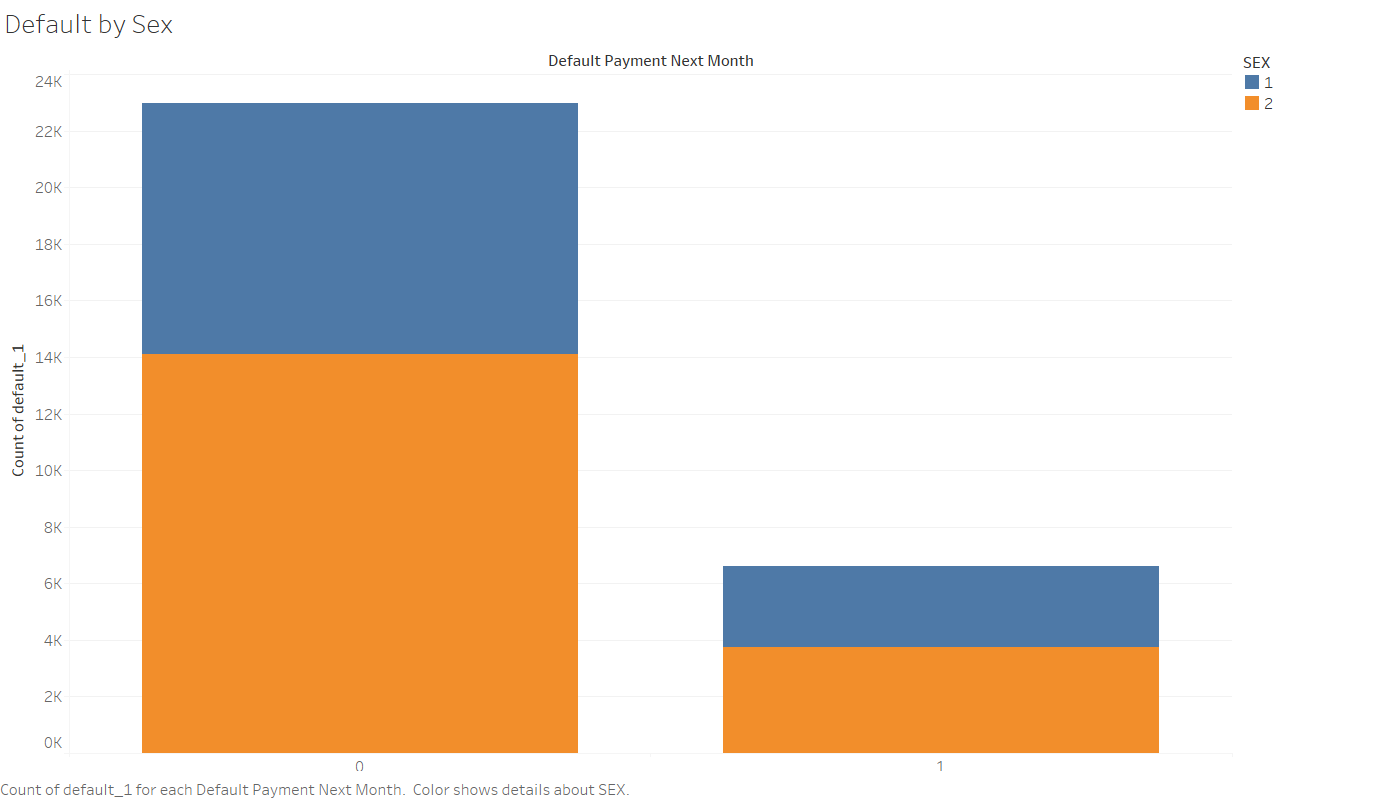 Default by Sex
Default Payment Next Month
SEX
1
2
24K
22K
20K
18K
16K
14K
12K
10K
8K
6K
4K
2K
0K
Count of default_1
0
1
Count of default_1 for each Default Payment Next Month. Color shows details about SEX.